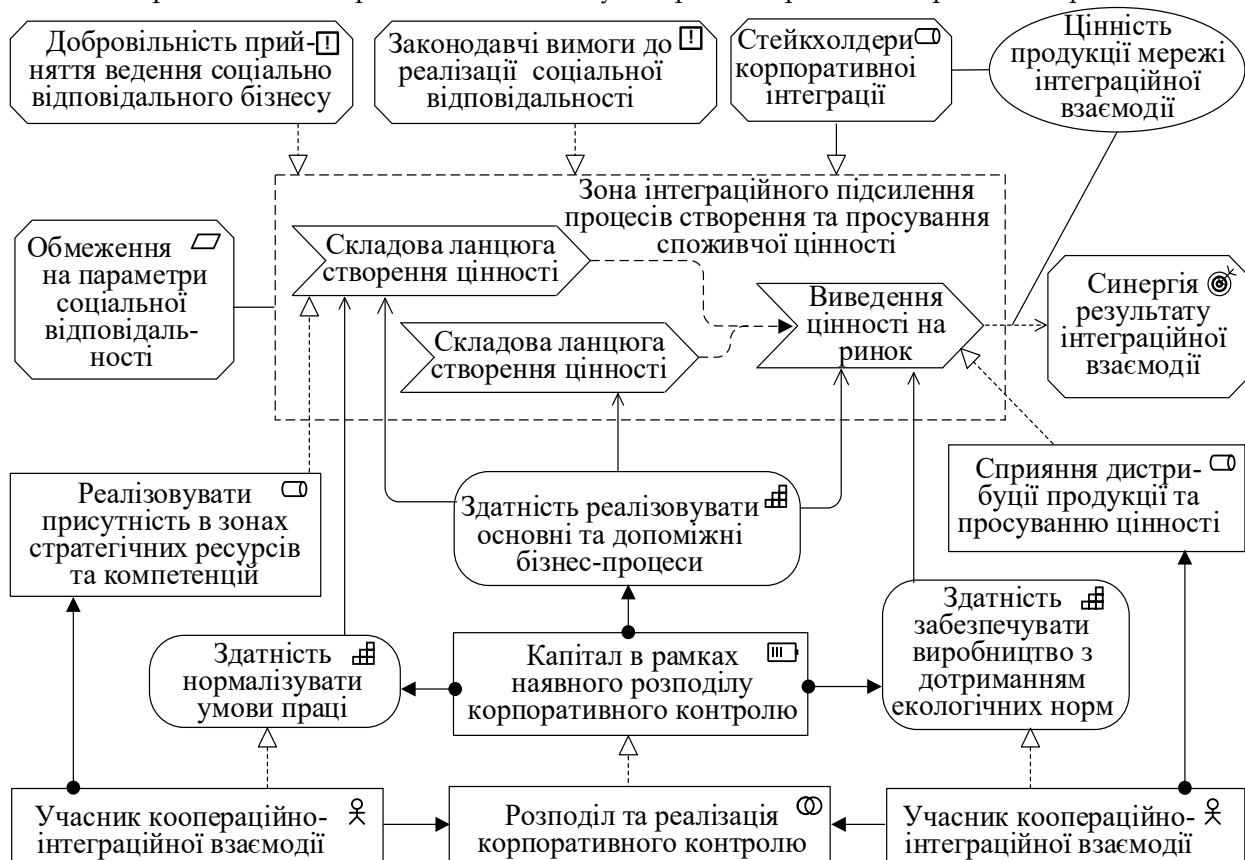 Добровільність прий-
няття ведення соціально
відповідального бізнесу
Законодавчі вимоги до
реалізації соціальної
відповідальності
Стейкхолдери
корпоративної
інтеграції
Цінність
продукції мережі
інтеграційної
взаємодії
Зона інтеграційного підсилення
процесів створення та просування
споживчої цінності
Обмеження
на параметри
соціальної
відповідаль-
ності
Складова ланцюга
створення цінності
Складова ланцюга
створення цінності
Виведення
цінності на
ринок
Синергія
результату
інтеграційної
взаємодії
Реалізовувати
присутність в зонах
стратегічних ресурсів
та компетенцій
Здатність реалізовувати
основні та допоміжні
бізнес-процеси
Сприяння дистри-
буції продукції та
просуванню цінності
Здатність
нормалізувати
умови праці
Капітал в рамках
наявного розподілу
корпоративного контролю
Здатність
забезпечувати
виробництво з
дотриманням
екологічних норм
Учасник коопераційно-
інтеграційної взаємодії
Розподіл та реалізація
корпоративного контролю
Учасник коопераційно-
інтеграційної взаємодії